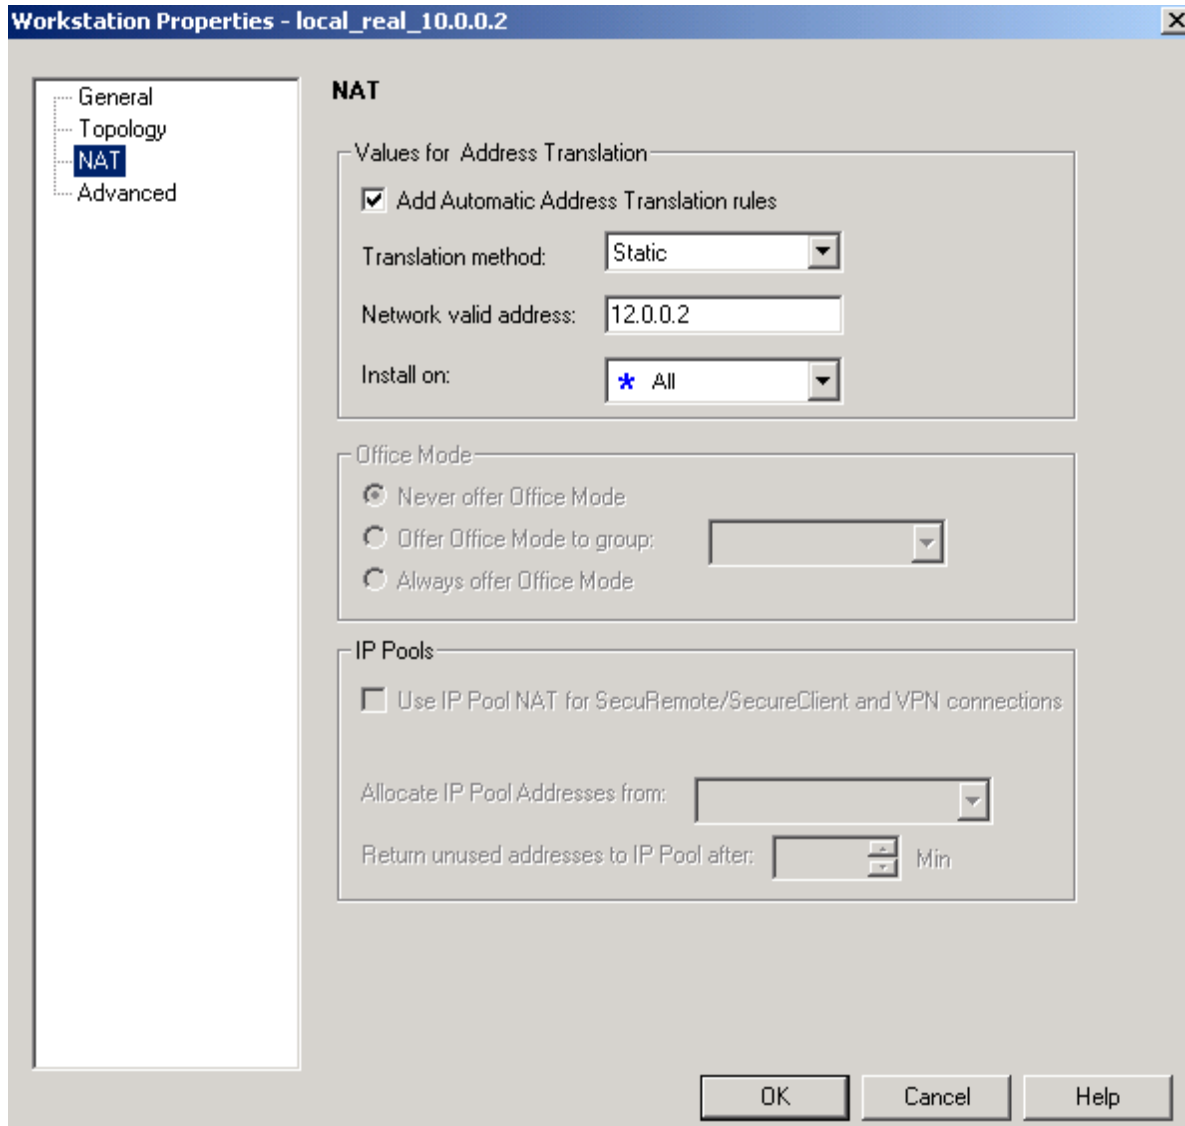 Workstation Properties - local_real_10.0.0.2
General
Topology
NAT
Advanced
NAT
Values for Address Translation
Add Automatic Address Translation rules
Translation method: Static
Network valid address: 12.0.0.2
Install on: * All
Office Mode
Never offer Office Mode
Offer Office Mode to group:
Always offer Office Mode
IP Pools
Use IP Pool NAT for SecuRemote/SecureClient and VPN connections
Allocate IP Pool Addresses from:
Return unused addresses to IP Pool after: Min
OK Cancel Help